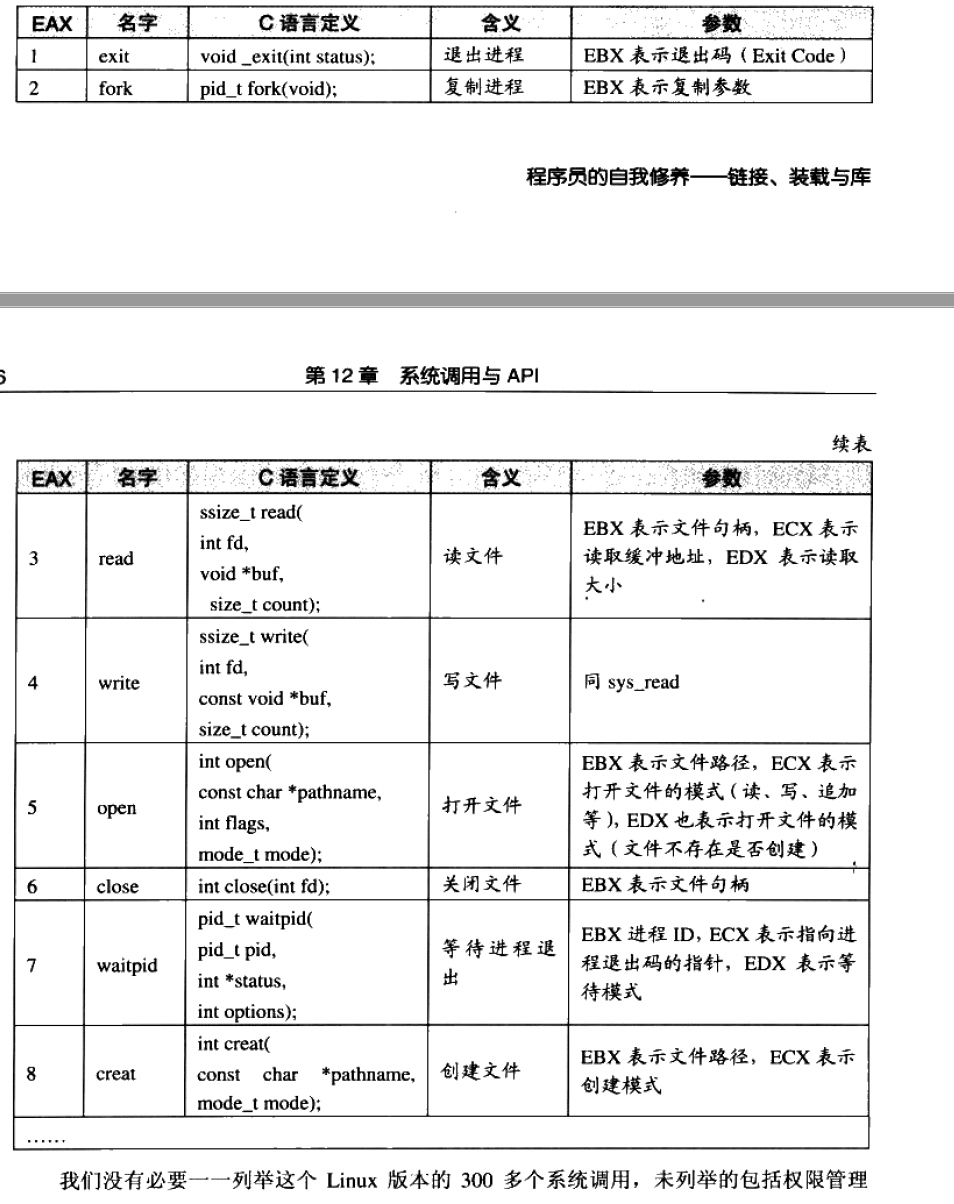 EAX 名字 C 语言定义 含义 参数
1 exit void _exit(int status); 退出进程 EBX 表示退出码（Exit Code）
2 fork pid_t fork(void); 复制进程 EBX 表示复制参数
程序员的自我修养——链接、装载与库
6
第 12 章 系统调用与 API
续表
EAX 名字 C 语言定义 含义 参数
3 read
ssize_t read(
int fd,
void *buf,
size_t count);
读文件
EBX 表示文件句柄，ECX 表示
读取缓冲地址，EDX 表示读取
大小
4 write
ssize_t write(
int fd,
const void *buf,
size_t count);
写文件
同 sys_read
5 open
int open(
const char *pathname,
int flags,
mode_t mode);
打开文件
EBX 表示文件路径，ECX 表示
打开文件的模式（读、写、追加
等），EDX 也表示打开文件的模
式（文件不存在是否创建）
6 close int close(int fd); 关闭文件 EBX 表示文件句柄
7 waitpid
pid_t waitpid(
pid_t pid,
int *status,
int options);
等待进程退
出
EBX 进程 ID，ECX 表示指向进
程退出码的指针，EDX 表示等
待模式
8 creat
int creat(
const char *pathname,
mode_t mode);
创建文件
EBX 表示文件路径，ECX 表示
创建模式
……
我们没有必要一一列举这个 Linux 版本的 300 多个系统调用，未列举的包括权限管理